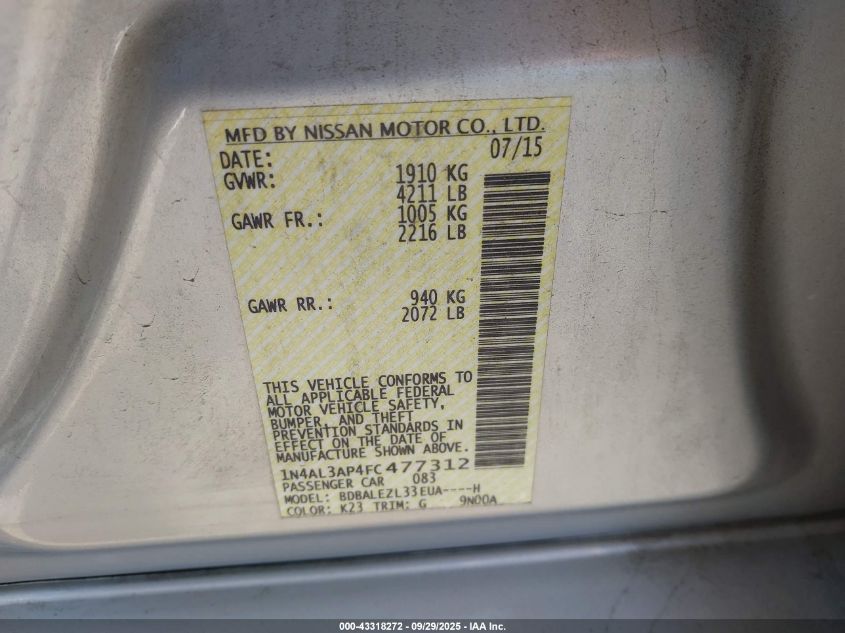 MFD BY NISSAN MOTOR CO., LTD.
DATE: 07/15
GVWR: 1910 KG
4211 LB
GAWR FR.: 1005 KG
2216 LB
GAWR RR.: 940 KG
2072 LB
THIS VEHICLE CONFORMS TO
ALL APPLICABLE FEDERAL
MOTOR VEHICLE SAFETY,
BUMPER, AND THEFT
PREVENTION STANDARDS IN
EFFECT ON THE DATE OF
MANUFACTURE SHOWN ABOVE.
1N4AL3AP4FC477312
PASSENGER CAR 083
MODEL: BDBALEZL33EUA----H
COLOR: K23 TRIM: G 9N00A
000-43318272 - 09/29/2025 - IAA Inc.